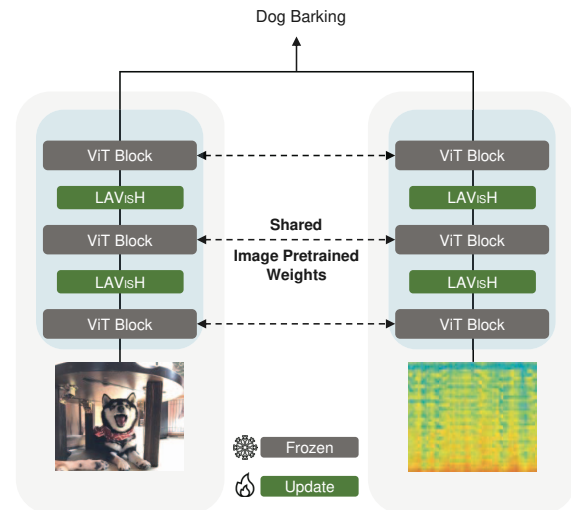 Dog Barking
ViT Block
ViT Block
LAVISH
LAVISH
Shared
ViT Block
ViT Block
Image Pretrained
Weights
LAVISH
LAVISH
ViT Block
ViT Block
Frozen
Update